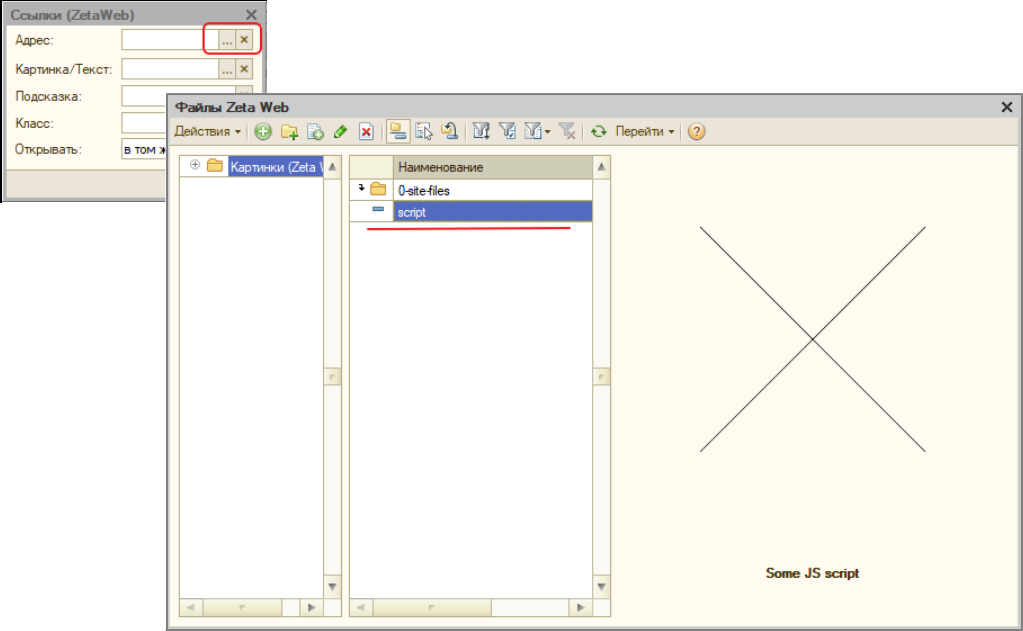 Ссылки (ZetaWeb)
Адрес:
...
Картинка/Текст:
...
Подсказка:
Класс:
Открывать:
в том ж
Файлы Zeta Web
Действия
Перейти
Картинки (Zeta
Наименование
0-site-files
script
Some JS script